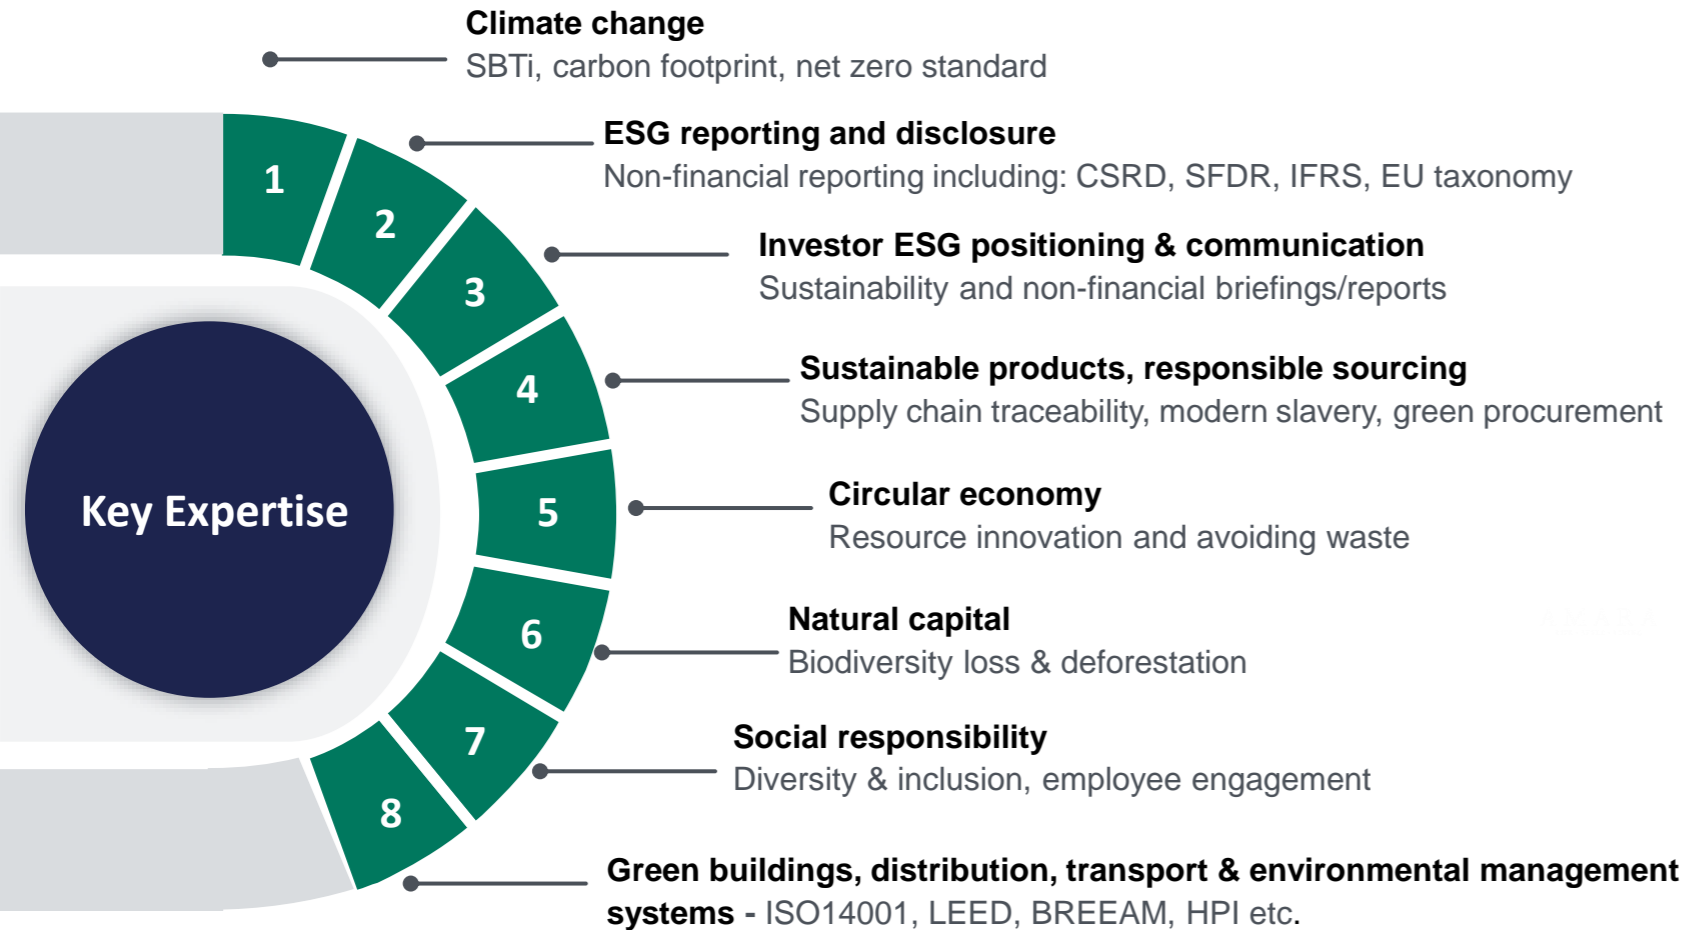 Climate change
SBTi, carbon footprint, net zero standard
1
ESG reporting and disclosure
Non-financial reporting including: CSRD, SFDR, IFRS, EU taxonomy
2
Investor ESG positioning & communication
Sustainability and non-financial briefings/reports
3
Sustainable products, responsible sourcing
Supply chain traceability, modern slavery, green procurement
4
Key Expertise
Circular economy
Resource innovation and avoiding waste
5
Natural capital
Biodiversity loss & deforestation
6
Social responsibility
Diversity & inclusion, employee engagement
7
8
Green buildings, distribution, transport & environmental management
systems - ISO14001, LEED, BREEAM, HPI etc.